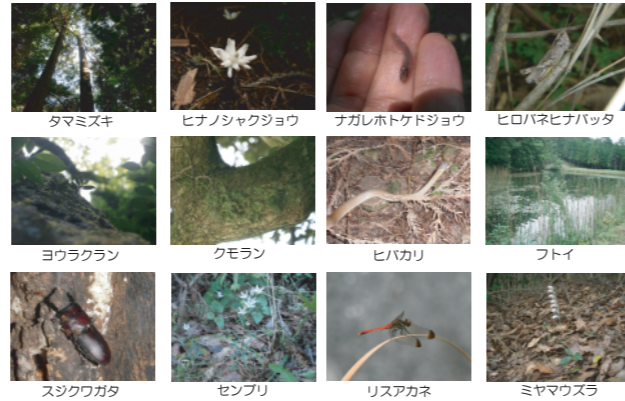 タマミズキ
ヒナノシャクジョウ
ナガレホトケドジョウ
ヒロバネヒナバッタ
ヨウラクラン
クモラン
ヒバカリ
フトイ
スジクワガタ
センブリ
リスアカネ
ミヤマウズラ